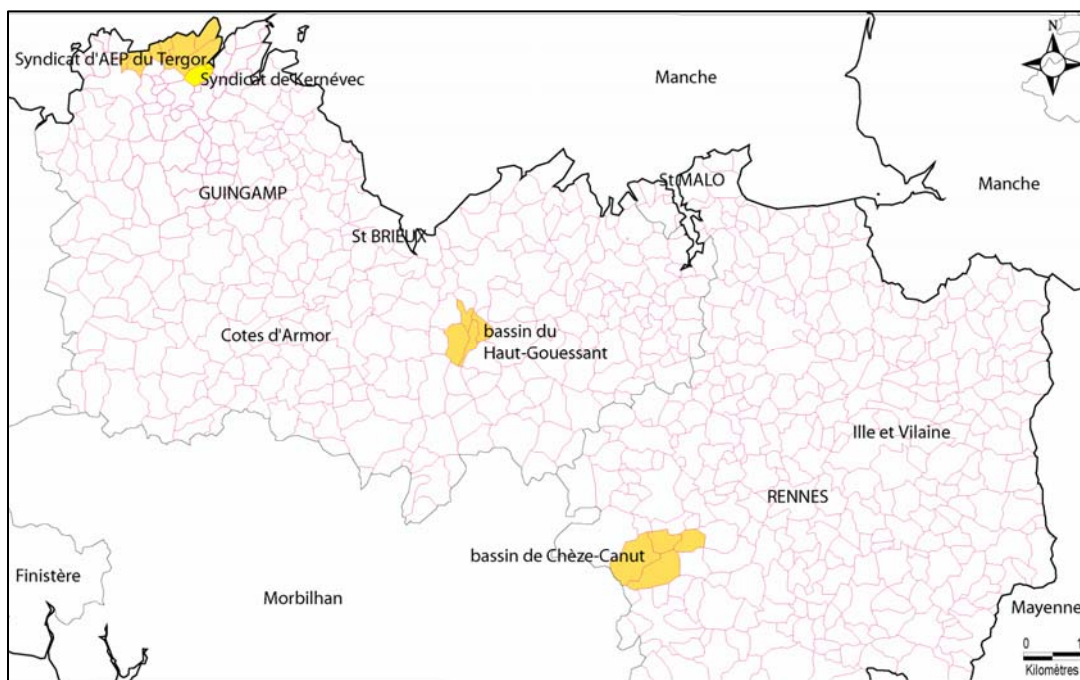 N
Syndicat d'AEP du Tergor
Syndicat de Kernévec
Manche
Manche
GUINGAMP
St MALO
St BRIEUX
Cotes d'Armor
bassin du
Haut-Gouessant
Ille et Vilaine
RENNES
bassin de Chèze-Canut
Finistère
Morbilhan
Mayenne
0 1
Kilomètres